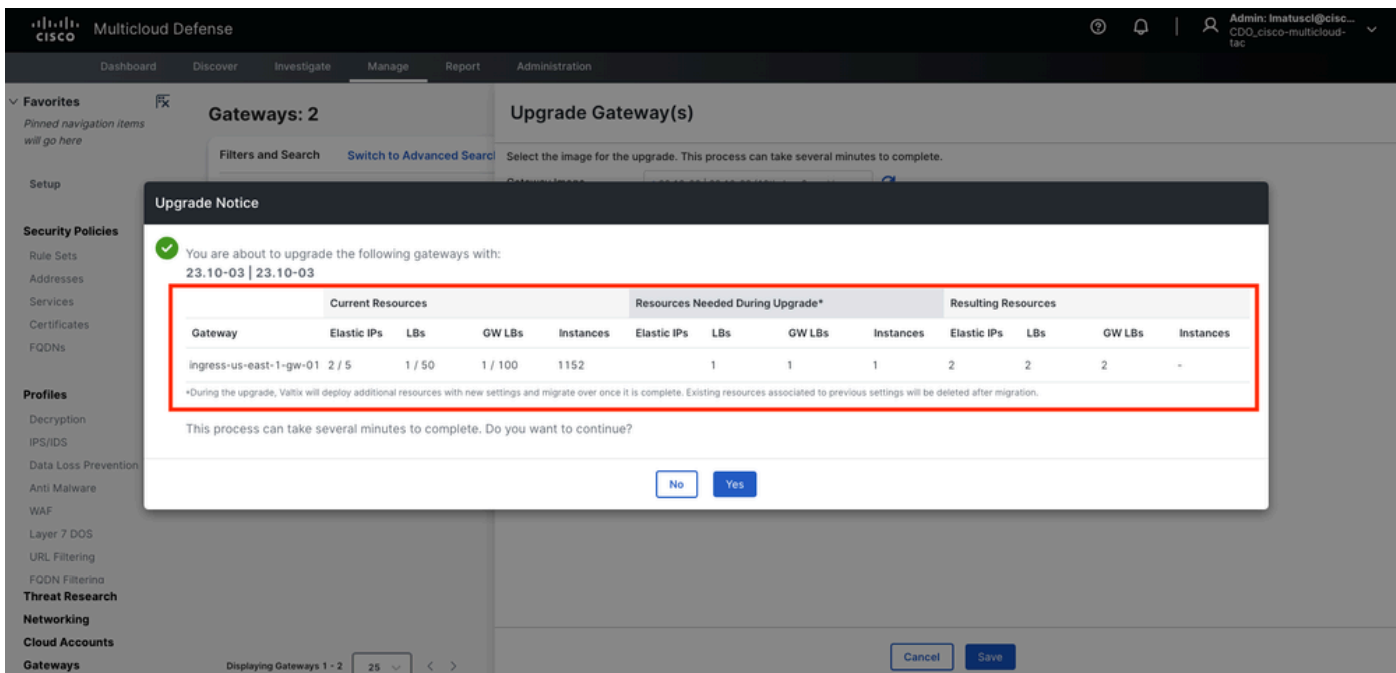 CISCO
Multicloud Defense
Admin: lmatuscl@cisc...
CDO_cisco-multicloud-
tac
Dashboard Discover Investigate Manage Report Administration
Favorites
Pinned navigation items
will go here
Setup
Security Policies
Rule Sets
Addresses
Services
Certificates
FQDNs
Profiles
Decryption
IPS/IDS
Data Loss Prevention
Anti Malware
WAF
Layer 7 DOS
URL Filtering
FQDN Filtering
Threat Research
Networking
Cloud Accounts
Gateways
Gateways: 2
Filters and Search Switch to Advanced Search
Displaying Gateways 1 - 2 25
Upgrade Gateway(s)
Select the image for the upgrade. This process can take several minutes to complete.
Gateway Image
Upgrade Notice
You are about to upgrade the following gateways with:
23.10-03 | 23.10-03
Current Resources Resources Needed During Upgrade* Resulting Resources
Gateway Elastic IPs LBs GW LBs Instances Elastic IPs LBs GW LBs Instances Elastic IPs LBs GW LBs Instances
ingress-us-east-1-gw-01 2 / 5 1 / 50 1 / 100 1152 1 1 1 2 2 2 -
*During the upgrade, Valtix will deploy additional resources with new settings and migrate over once it is complete. Existing resources associated to previous settings will be deleted after migration.
This process can take several minutes to complete. Do you want to continue?
No Yes
Cancel Save